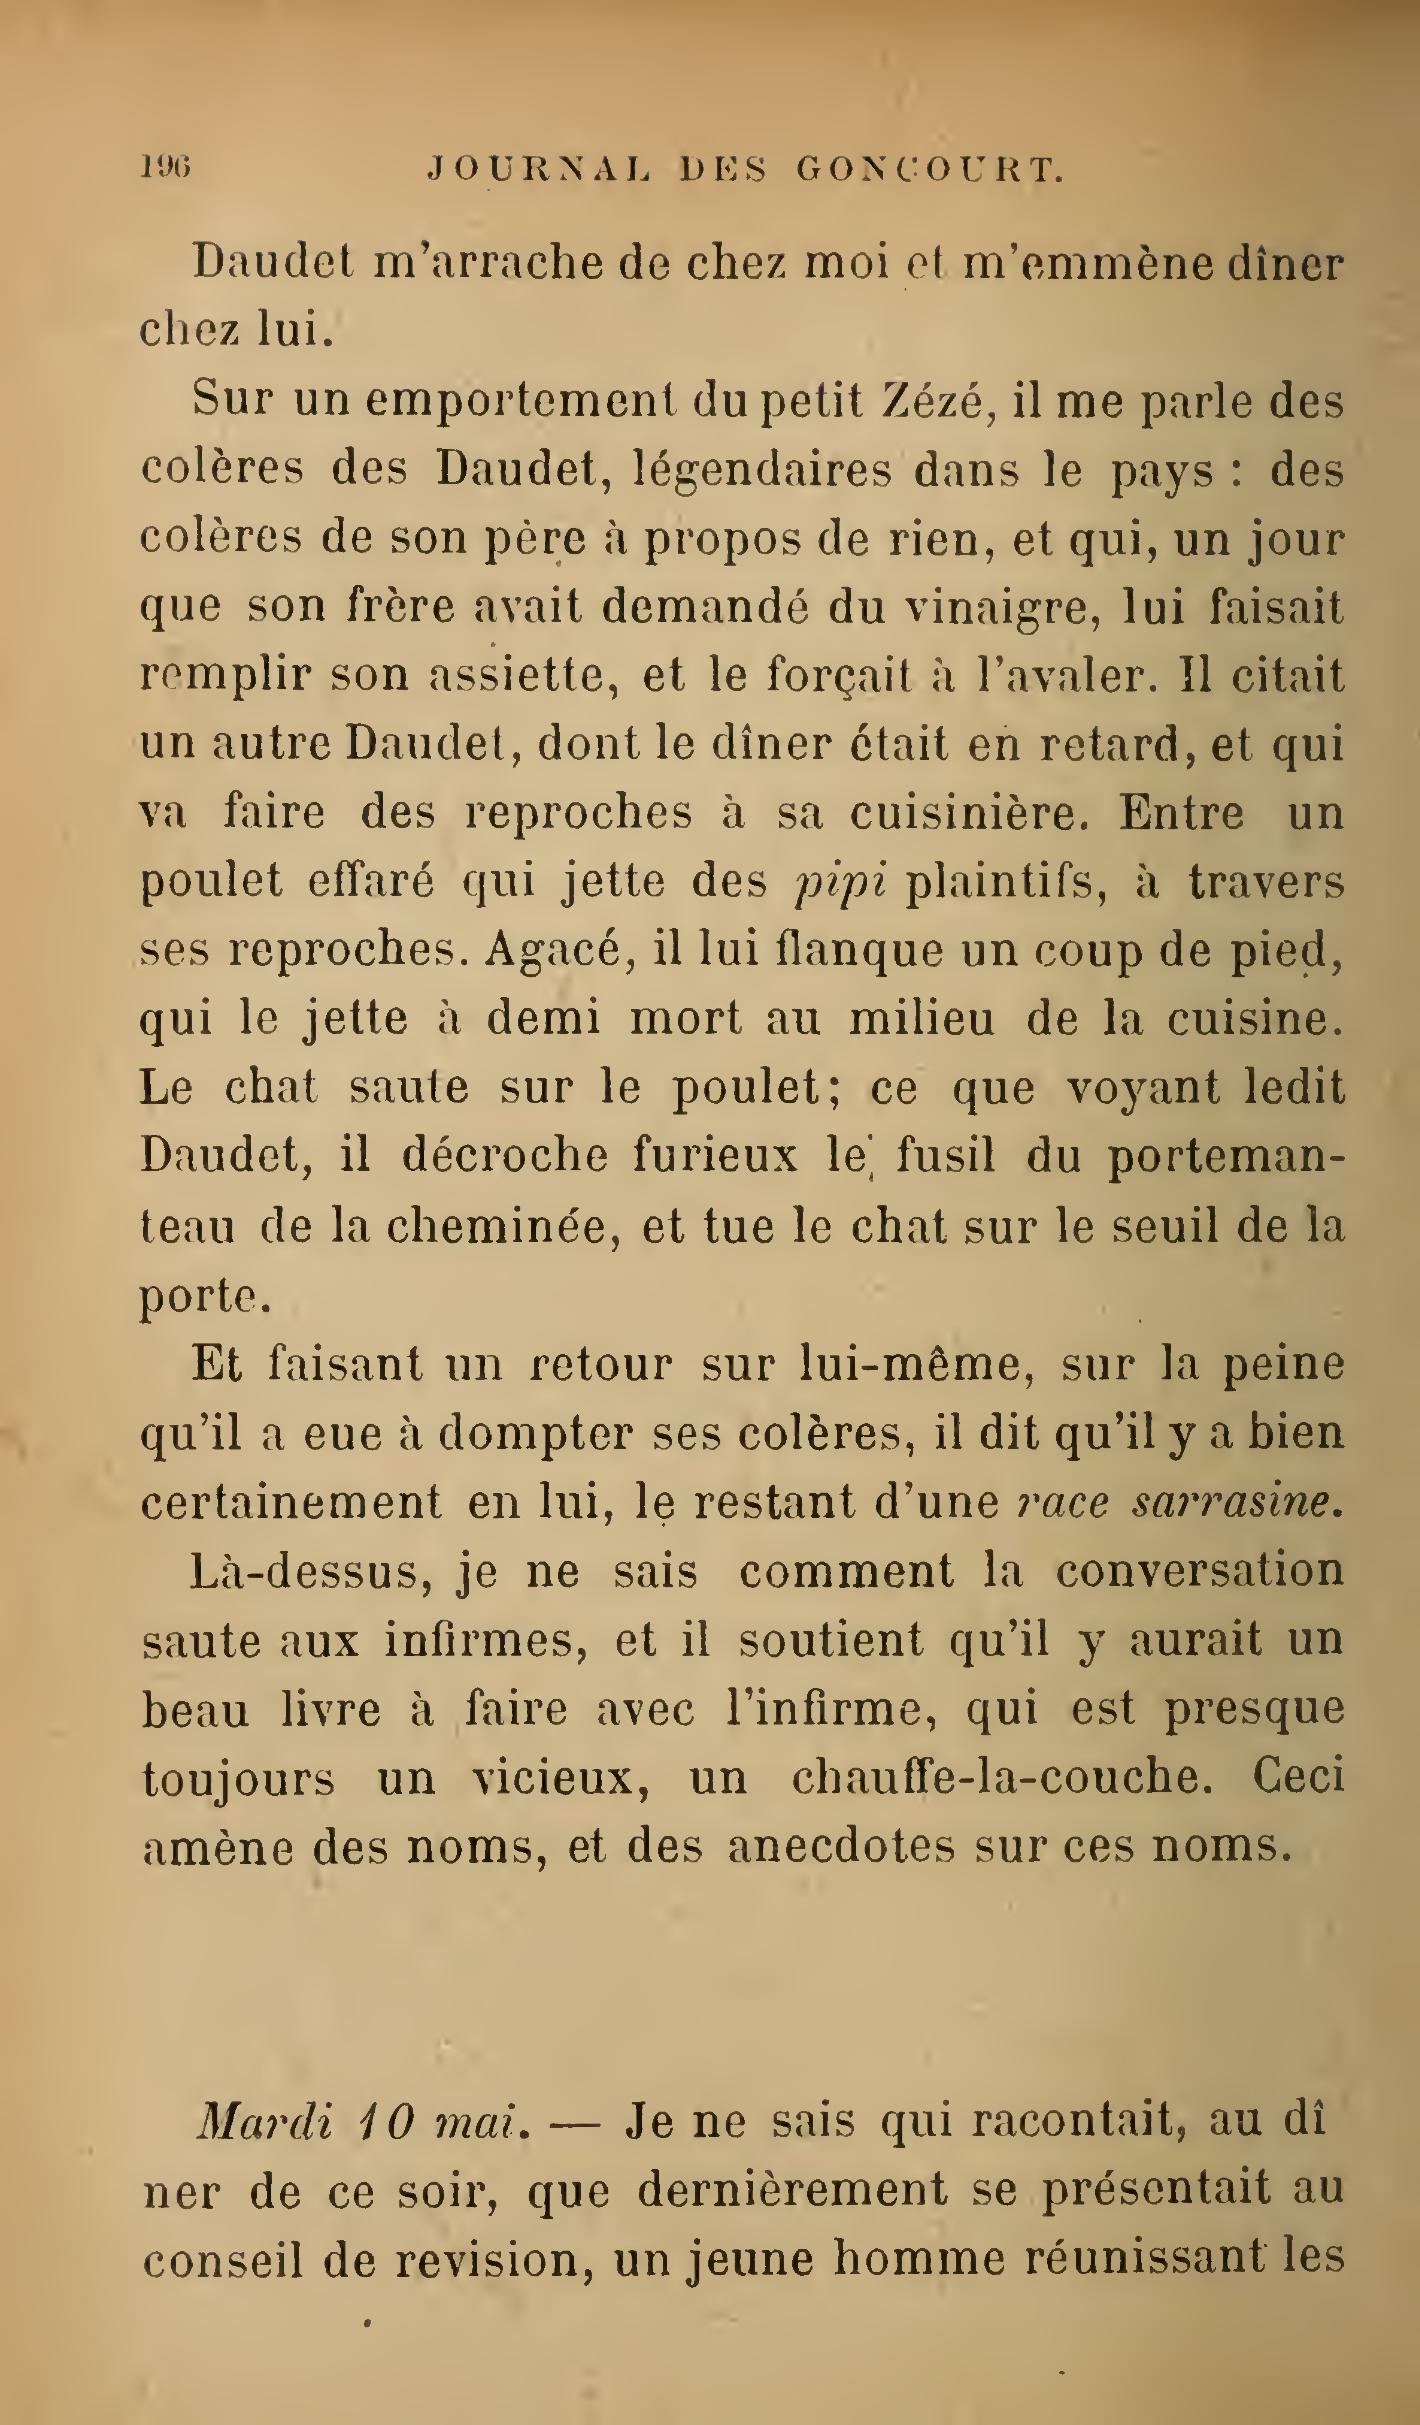 196 JOURNAL DES GONCOURT.
Daudet m'arrache de chez moi et m'emmène dîner
chez lui.
Sur un emportement du petit Zézé, il me parle des
colères des Daudet, légendaires dans le pays : des
colères de son père à propos de rien, et qui, un jour
que son frère avait demandé du vinaigre, lui faisait
remplir son assiette, et le forçait à l'avaler. Il citait
un autre Daudet, dont le dîner était en retard, et qui
va faire des reproches à sa cuisinière. Entre un
poulet effaré qui jette des pipi plaintifs, à travers
ses reproches. Agacé, il lui flanque un coup de pied,
qui le jette à demi mort au milieu de la cuisine.
Le chat saute sur le poulet; ce que voyant ledit
Daudet, il décroche furieux le fusil du porteman-
teau de la cheminée, et tue le chat sur le seuil de la
porte.
Et faisant un retour sur lui-même, sur la peine
qu'il a eue à dompter ses colères, il dit qu'il y a bien
certainement en lui, le restant d'une race sarrasine.
Là-dessus, je ne sais comment la conversation
saute aux infirmes, et il soutient qu'il y aurait un
beau livre à faire avec l'infirme, qui est presque
toujours un vicieux, un chauffe-la-couche. Ceci
amène des noms, et des anecdotes sur ces noms.
Mardi 10 mai. — Je ne sais qui racontait, au dî
ner de ce soir, que dernièrement se présentait au
conseil de revision, un jeune homme réunissant les